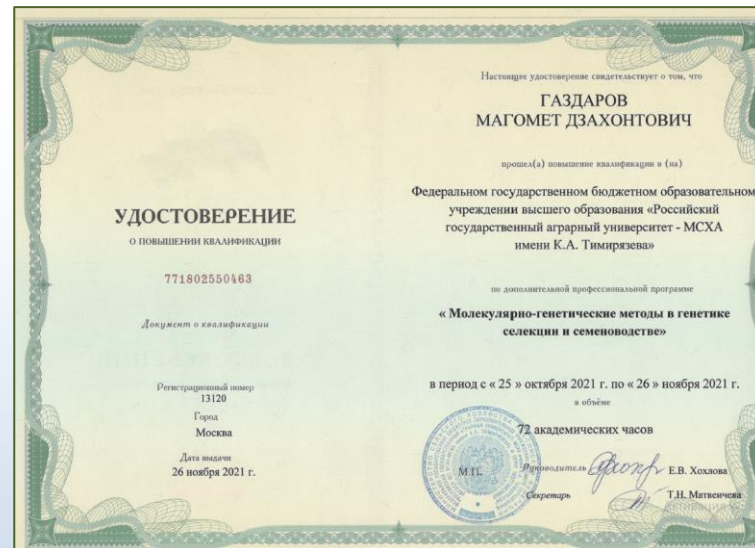 УДОСТОВЕРЕНИЕ
О ПОВЫШЕНИИ КВАЛИФИКАЦИИ
771802550463
Документ о квалификации
Регистрационный номер
13120
Город
Москва
Дата выдачи
26 ноября 2021 г.
Настоящее удостоверение свидетельствует о том, что
ГАЗДАРОВ
МАГОМЕТ ДЗАХОНТОВИЧ
прошел(а) повышение квалификации в (на)
Федеральном государственном бюджетном образовательном
учреждении высшего образования «Российский
государственный аграрный университет - МСХА
имени К.А. Тимирязева»
по дополнительной профессиональной программе
« Молекулярно-генетические методы в генетике
селекции и семеноводстве»
в период с « 25 » октября 2021 г. по « 26 » ноября 2021 г.
в объёме
72 академических часов
М.П.
Руководитель Е.В. Хохлова
Секретарь Т.Н. Матвеичева